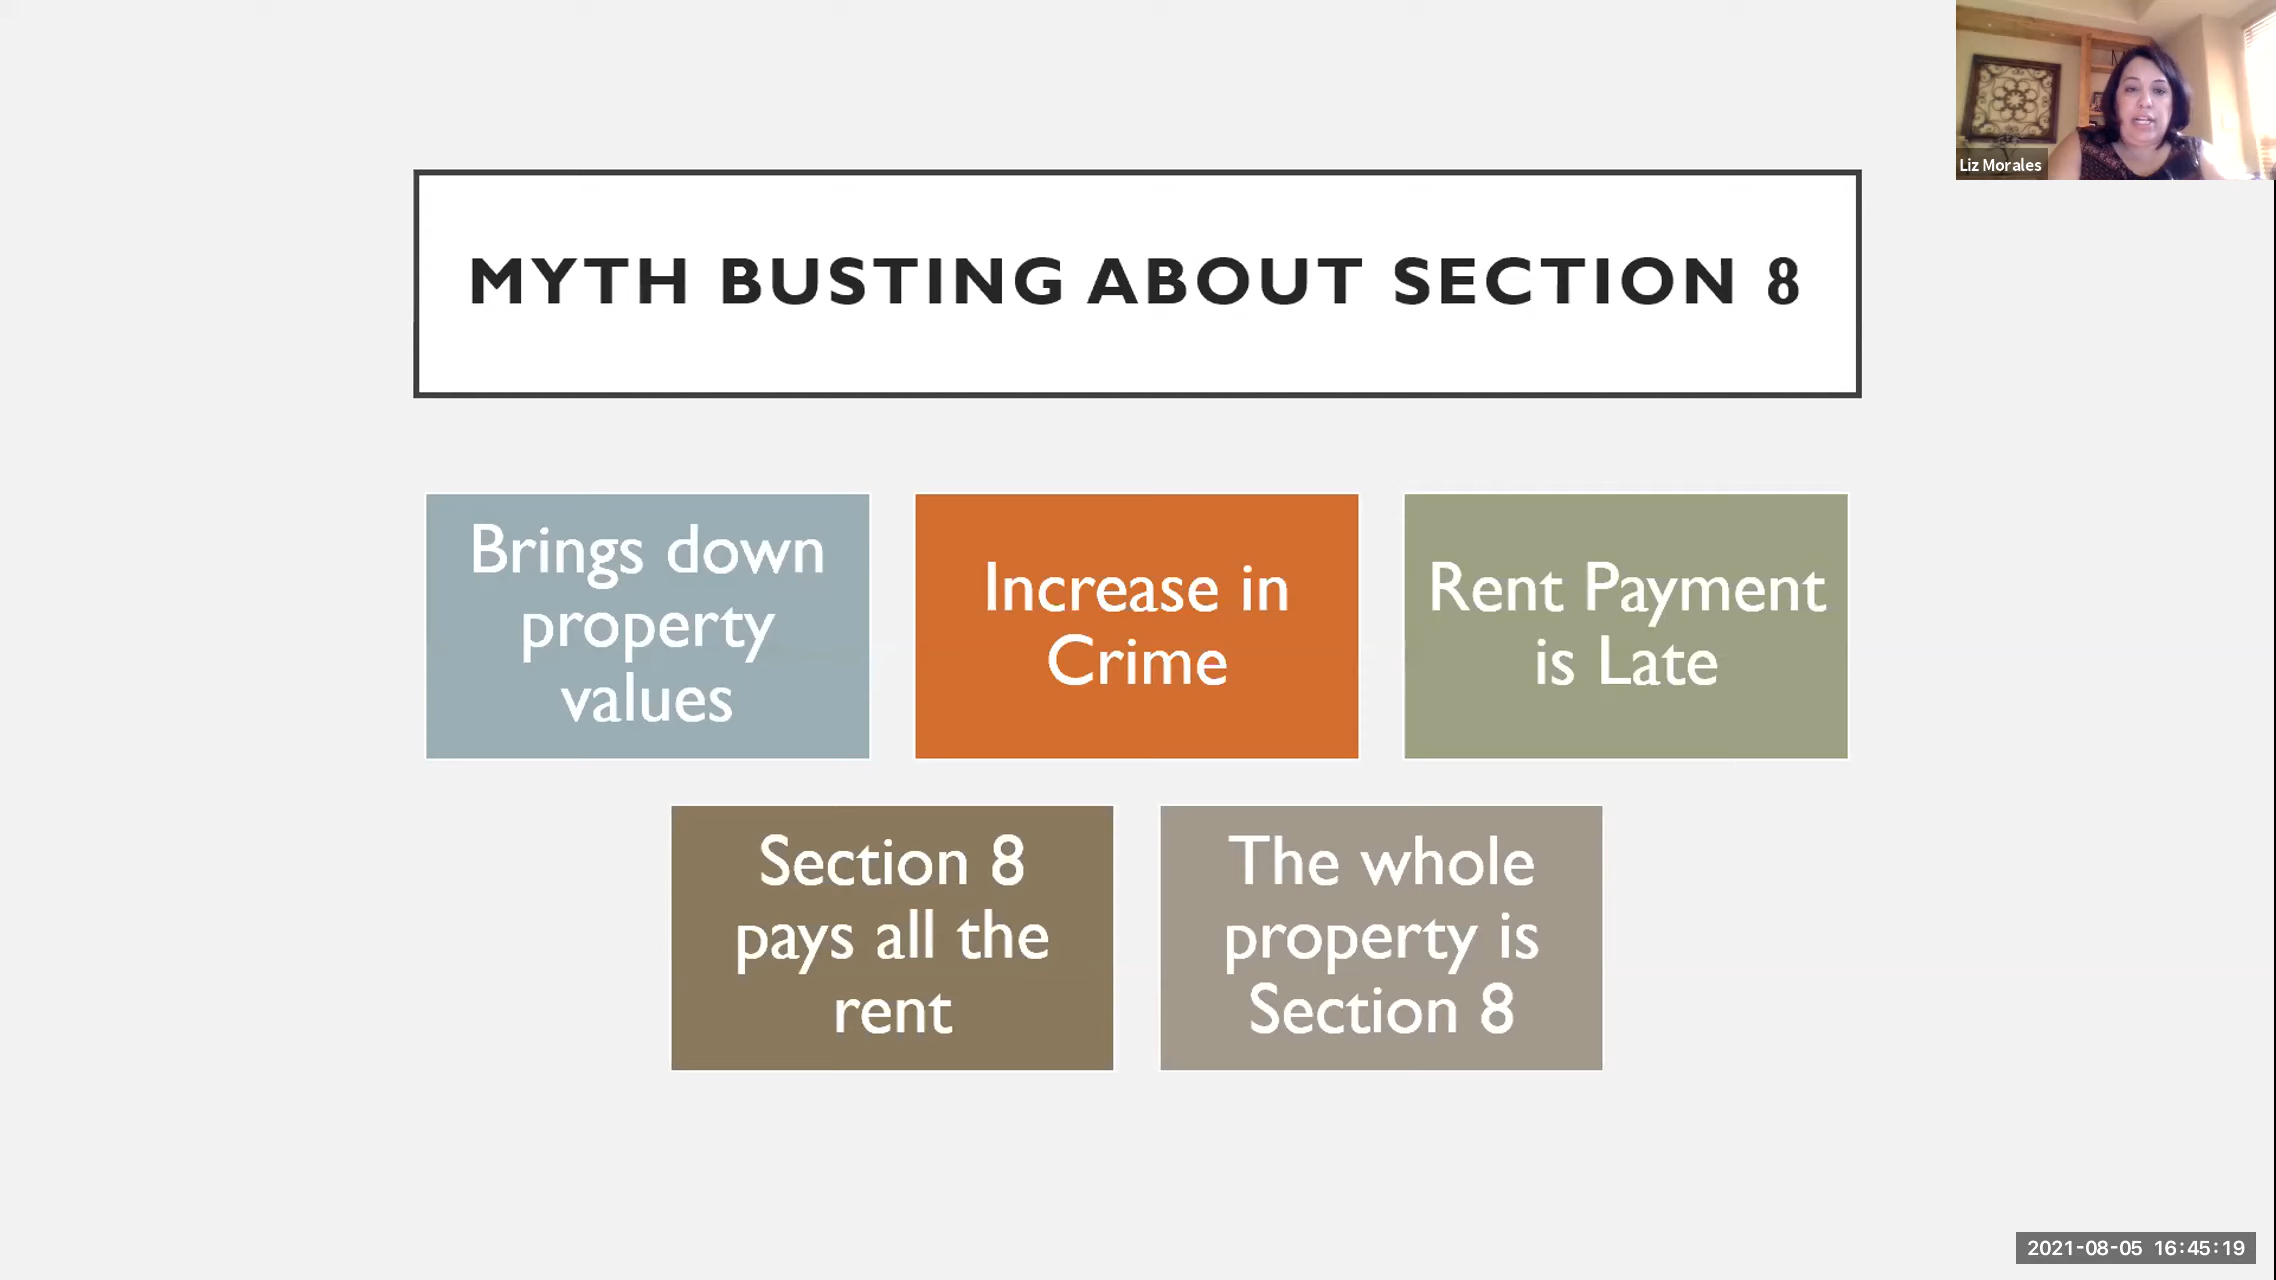 Liz Morales
MYTH BUSTING ABOUT SECTION 8
Brings down
property
values
Increase in
Crime
Rent Payment
is Late
Section 8
pays all the
rent
The whole
property is
Section 8
2021-08-05 16:45:19